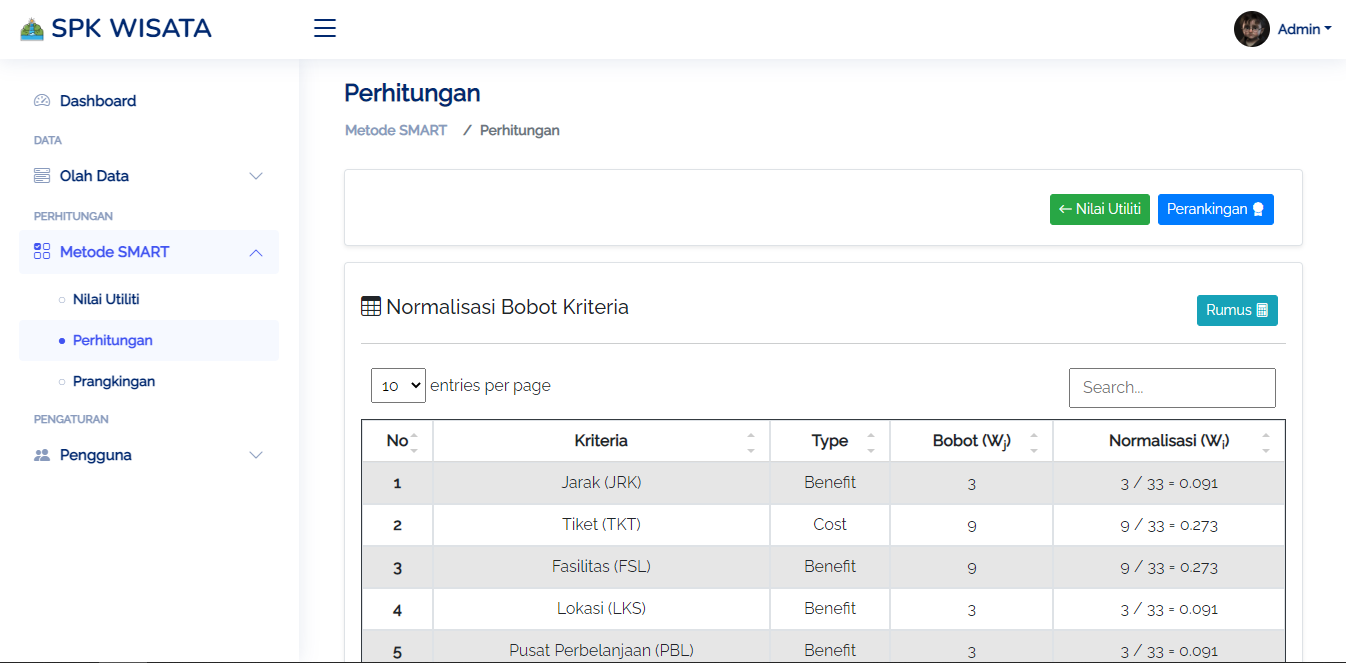 SPK WISATA
Admin
Dashboard
DATA
Olah Data
PERHITUNGAN
Metode SMART
Nilai Utiliti
Perhitungan
Prangkingan
PENGATURAN
Pengguna
Perhitungan
Metode SMART / Perhitungan
← Nilai Utiliti Perankingan
Normalisasi Bobot Kriteria Rumus
10 entries per page Search...
No Kriteria Type Bobot (Wj) Normalisasi (Wi)
1 Jarak (JRK) Benefit 3 3 / 33 = 0.091
2 Tiket (TKT) Cost 9 9 / 33 = 0.273
3 Fasilitas (FSL) Benefit 9 9 / 33 = 0.273
4 Lokasi (LKS) Benefit 3 3 / 33 = 0.091
5 Pusat Perbelanjaan (PBL) Benefit 3 3 / 33 = 0.091